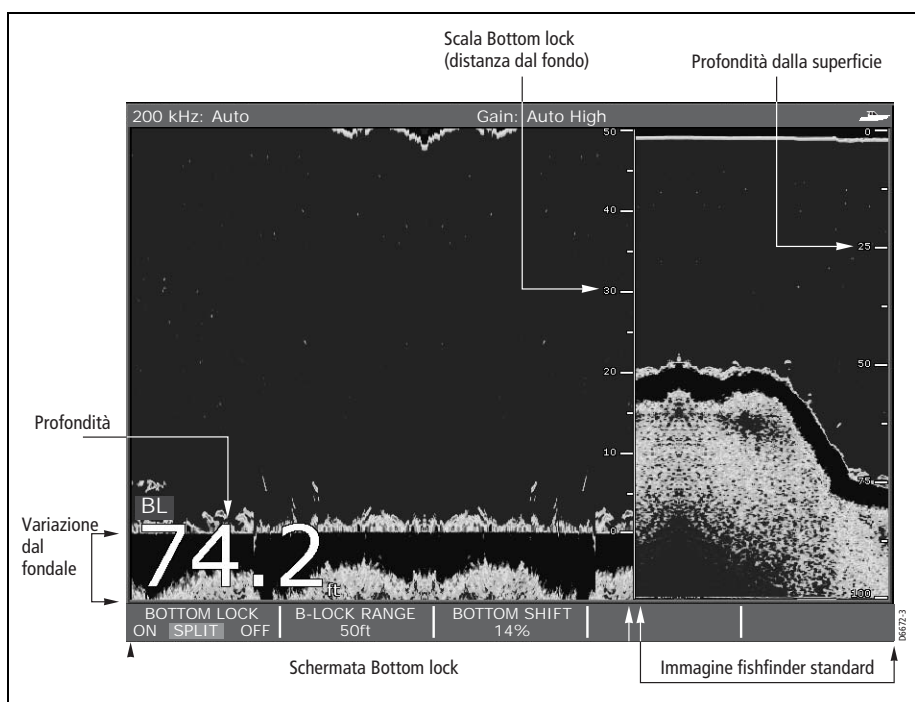 Scala Bottom lock
(distanza dal fondo)
Profondità dalla superficie
200 kHz: Auto
Gain: Auto High
50
0
40
25
30
50
20
Profondità
10
75
BL
0
74.2 ft
Variazione
dal
fondale
100
BOTTOM LOCK
ON SPLIT OFF
B-LOCK RANGE
50ft
BOTTOM SHIFT
14%
D6672-3
Schermata Bottom lock
Immagine fishfinder standard